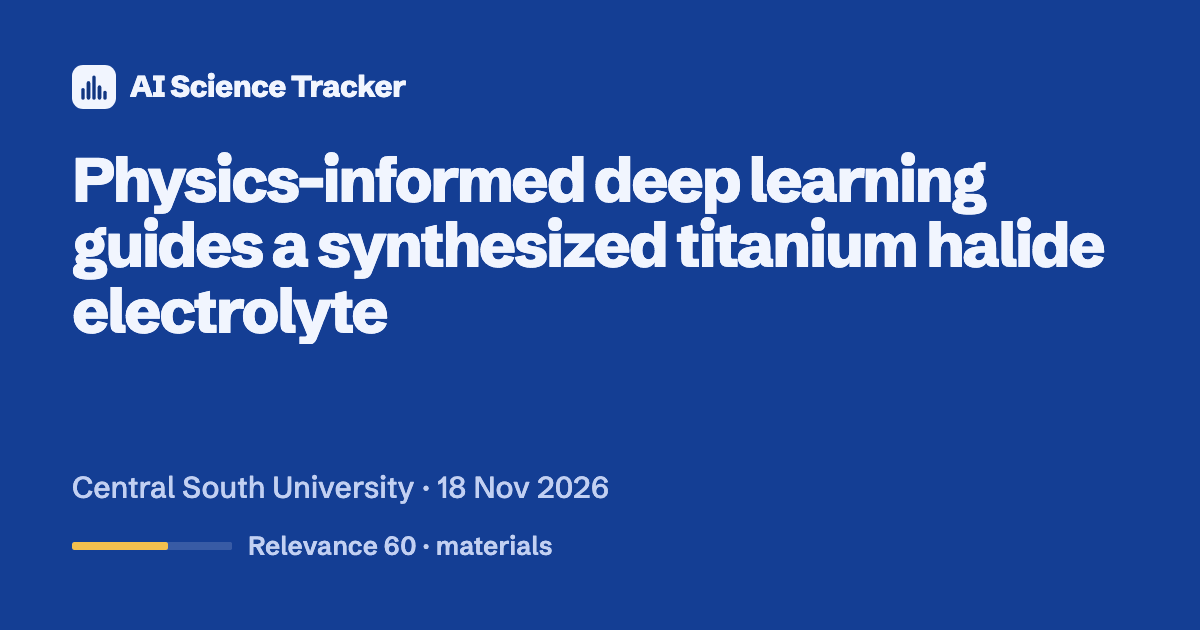 AI Science Tracker
Physics-informed deep learning
guides a synthesized titanium halide
electrolyte
Central South University · 18 Nov 2026
Relevance 60 · materials